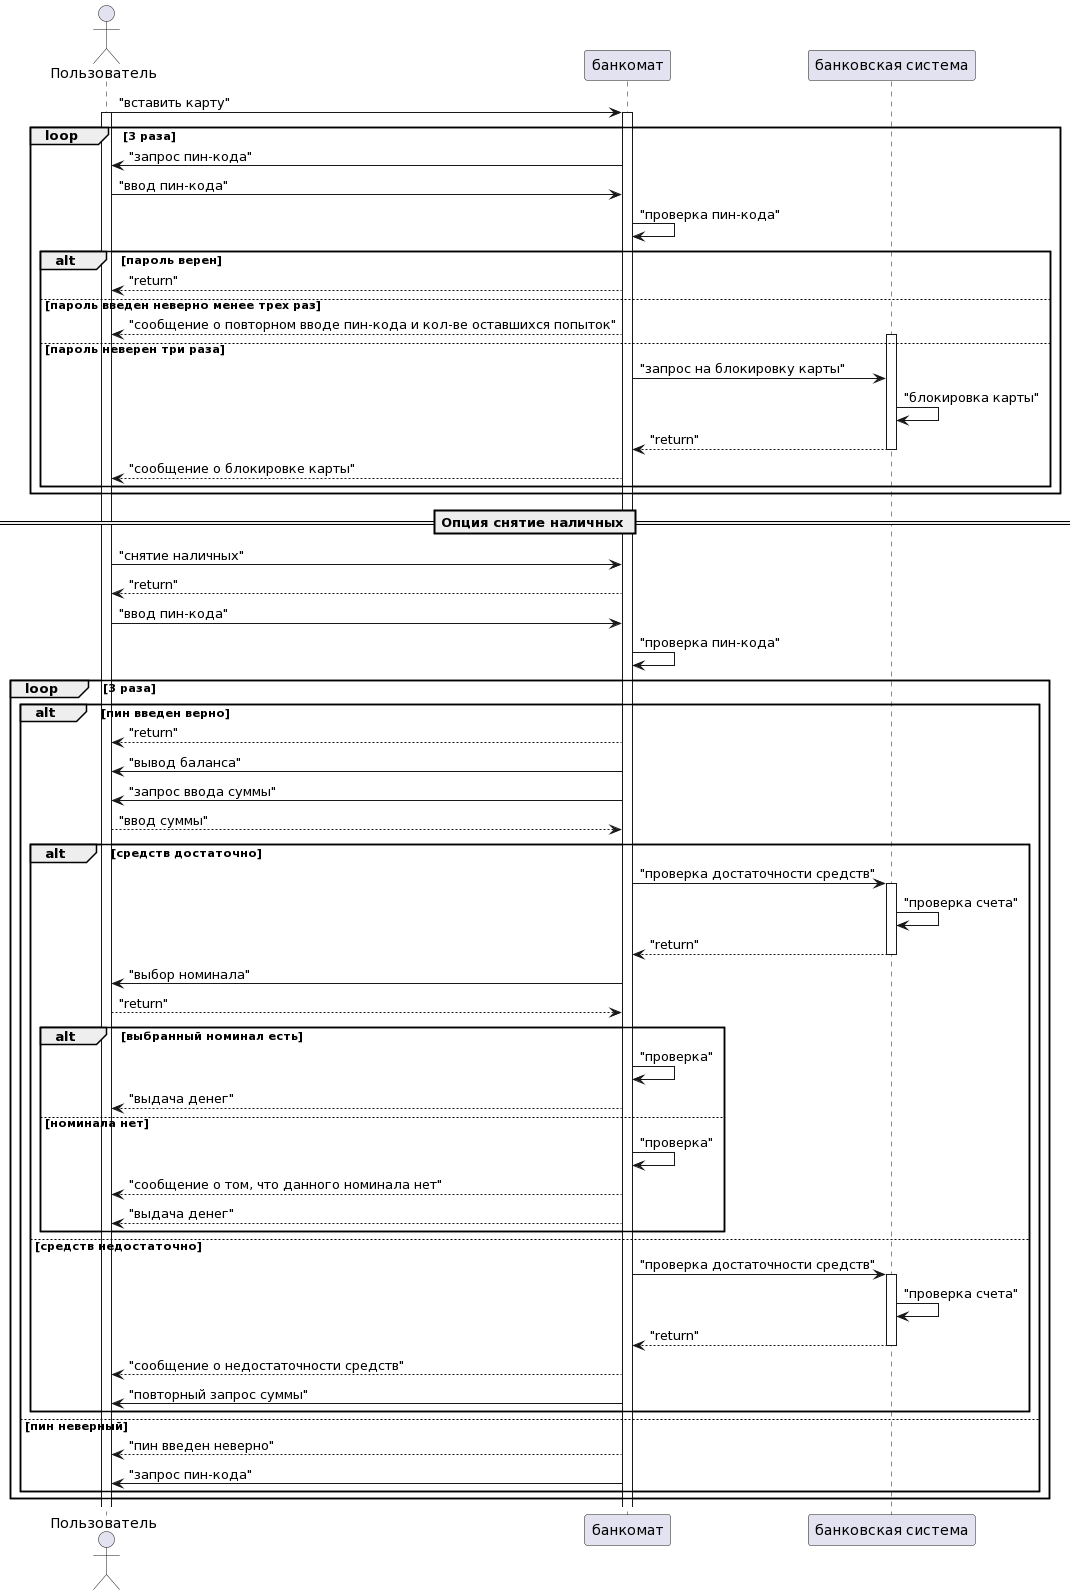 Пользователь
банкомат
банковская система
"вставить карту"
loop [3 раза]
"запрос пин-кода"
"ввод пин-кода"
"проверка пин-кода"
alt [пароль верен]
"return"
[пароль введен неверно менее трех раз]
"сообщение о повторном вводе пин-кода и кол-ве оставшихся попыток"
[пароль неверен три раза]
"запрос на блокировку карты"
"блокировка карты"
"return"
"сообщение о блокировке карты"
Опция снятие наличных
"снятие наличных"
"return"
"ввод пин-кода"
"проверка пин-кода"
loop [3 раза]
alt [пин введен верно]
"return"
"вывод баланса"
"запрос ввода суммы"
"ввод суммы"
alt [средств достаточно]
"проверка достаточности средств"
"проверка счета"
"return"
"выбор номинала"
"return"
alt [выбранный номинал есть]
"проверка"
"выдача денег"
[номинала нет]
"проверка"
"сообщение о том, что данного номинала нет"
"выдача денег"
[средств недостаточно]
"проверка достаточности средств"
"проверка счета"
"return"
"сообщение о недостаточности средств"
"повторный запрос суммы"
[пин неверный]
"пин введен неверно"
"запрос пин-кода"
Пользователь
банкомат
банковская система